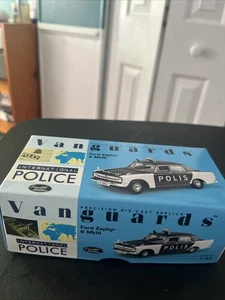 Vanguards
INTERNATIONAL
POLICE
Ford Zephyr
6 MkIII
POLIS
PRECISION DIE-CAST REPLICA
Vanguards
INTERNATIONAL
POLICE
Ford Zephyr
6 MkIII
POLIS